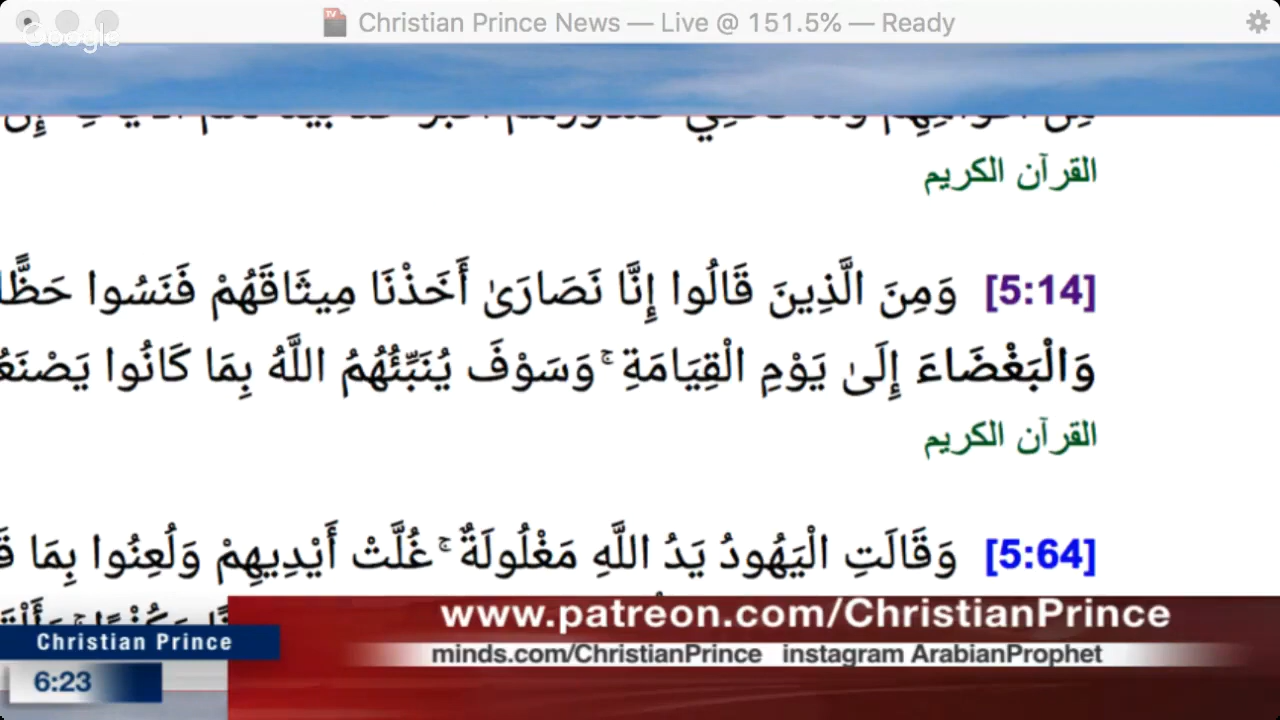 Christian Prince News — Live @ 151.5% — Ready
Google
القرآن الكريم
[5:14] وَمِنَ الَّذِينَ قَالُوا إِنَّا نَصَارَىٰ أَخَذْنَا مِيثَاقَهُمْ فَنَسُوا حَظًّا
وَالْبَغْضَاءَ إِلَىٰ يَوْمِ الْقِيَامَةِ ۚ وَسَوْفَ يُنَبِّئُهُمُ اللَّهُ بِمَا كَانُوا
القرآن الكريم
[5:64] وَقَالَتِ الْيَهُودُ يَدُ اللَّهِ مَغْلُولَةٌ ۚ غُلَّتْ أَيْدِيهِمْ وَلُعِنُوا بِمَا
www.patreon.com/ChristianPrince
Christian Prince
minds.com/ChristianPrince instagram ArabianProphet
6:23